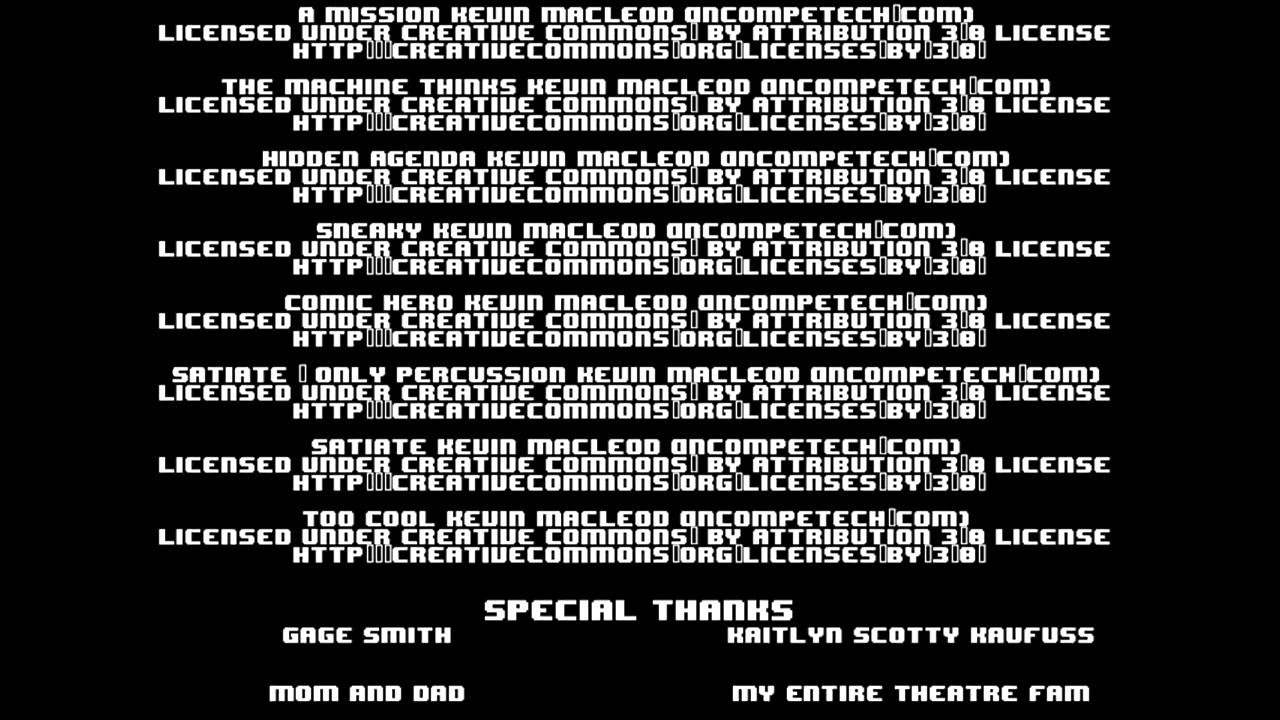 A MISSION KEVIN MACLEOD (INCOMPETECH▯COM)
LICENSED UNDER CREATIVE COMMONS▯ BY ATTRIBUTION 3▯0 LICENSE
HTTP▯▯▯CREATIVECOMMONS▯ORG▯LICENSES▯BY▯3▯0▯
THE MACHINE THINKS KEVIN MACLEOD (INCOMPETECH▯COM)
LICENSED UNDER CREATIVE COMMONS▯ BY ATTRIBUTION 3▯0 LICENSE
HTTP▯▯▯CREATIVECOMMONS▯ORG▯LICENSES▯BY▯3▯0▯
HIDDEN AGENDA KEVIN MACLEOD (INCOMPETECH▯COM)
LICENSED UNDER CREATIVE COMMONS▯ BY ATTRIBUTION 3▯0 LICENSE
HTTP▯▯▯CREATIVECOMMONS▯ORG▯LICENSES▯BY▯3▯0▯
SNEAKY KEVIN MACLEOD (INCOMPETECH▯COM)
LICENSED UNDER CREATIVE COMMONS▯ BY ATTRIBUTION 3▯0 LICENSE
HTTP▯▯▯CREATIVECOMMONS▯ORG▯LICENSES▯BY▯3▯0▯
COMIC HERO KEVIN MACLEOD (INCOMPETECH▯COM)
LICENSED UNDER CREATIVE COMMONS▯ BY ATTRIBUTION 3▯0 LICENSE
HTTP▯▯▯CREATIVECOMMONS▯ORG▯LICENSES▯BY▯3▯0▯
SATIATE ▯ ONLY PERCUSSION KEVIN MACLEOD (INCOMPETECH▯COM)
LICENSED UNDER CREATIVE COMMONS▯ BY ATTRIBUTION 3▯0 LICENSE
HTTP▯▯▯CREATIVECOMMONS▯ORG▯LICENSES▯BY▯3▯0▯
SATIATE KEVIN MACLEOD (INCOMPETECH▯COM)
LICENSED UNDER CREATIVE COMMONS▯ BY ATTRIBUTION 3▯0 LICENSE
HTTP▯▯▯CREATIVECOMMONS▯ORG▯LICENSES▯BY▯3▯0▯
TOO COOL KEVIN MACLEOD (INCOMPETECH▯COM)
LICENSED UNDER CREATIVE COMMONS▯ BY ATTRIBUTION 3▯0 LICENSE
HTTP▯▯▯CREATIVECOMMONS▯ORG▯LICENSES▯BY▯3▯0▯
SPECIAL THANKS
GAGE SMITH KAITLYN SCOTTY KAUFUSS
MOM AND DAD MY ENTIRE THEATRE FAM